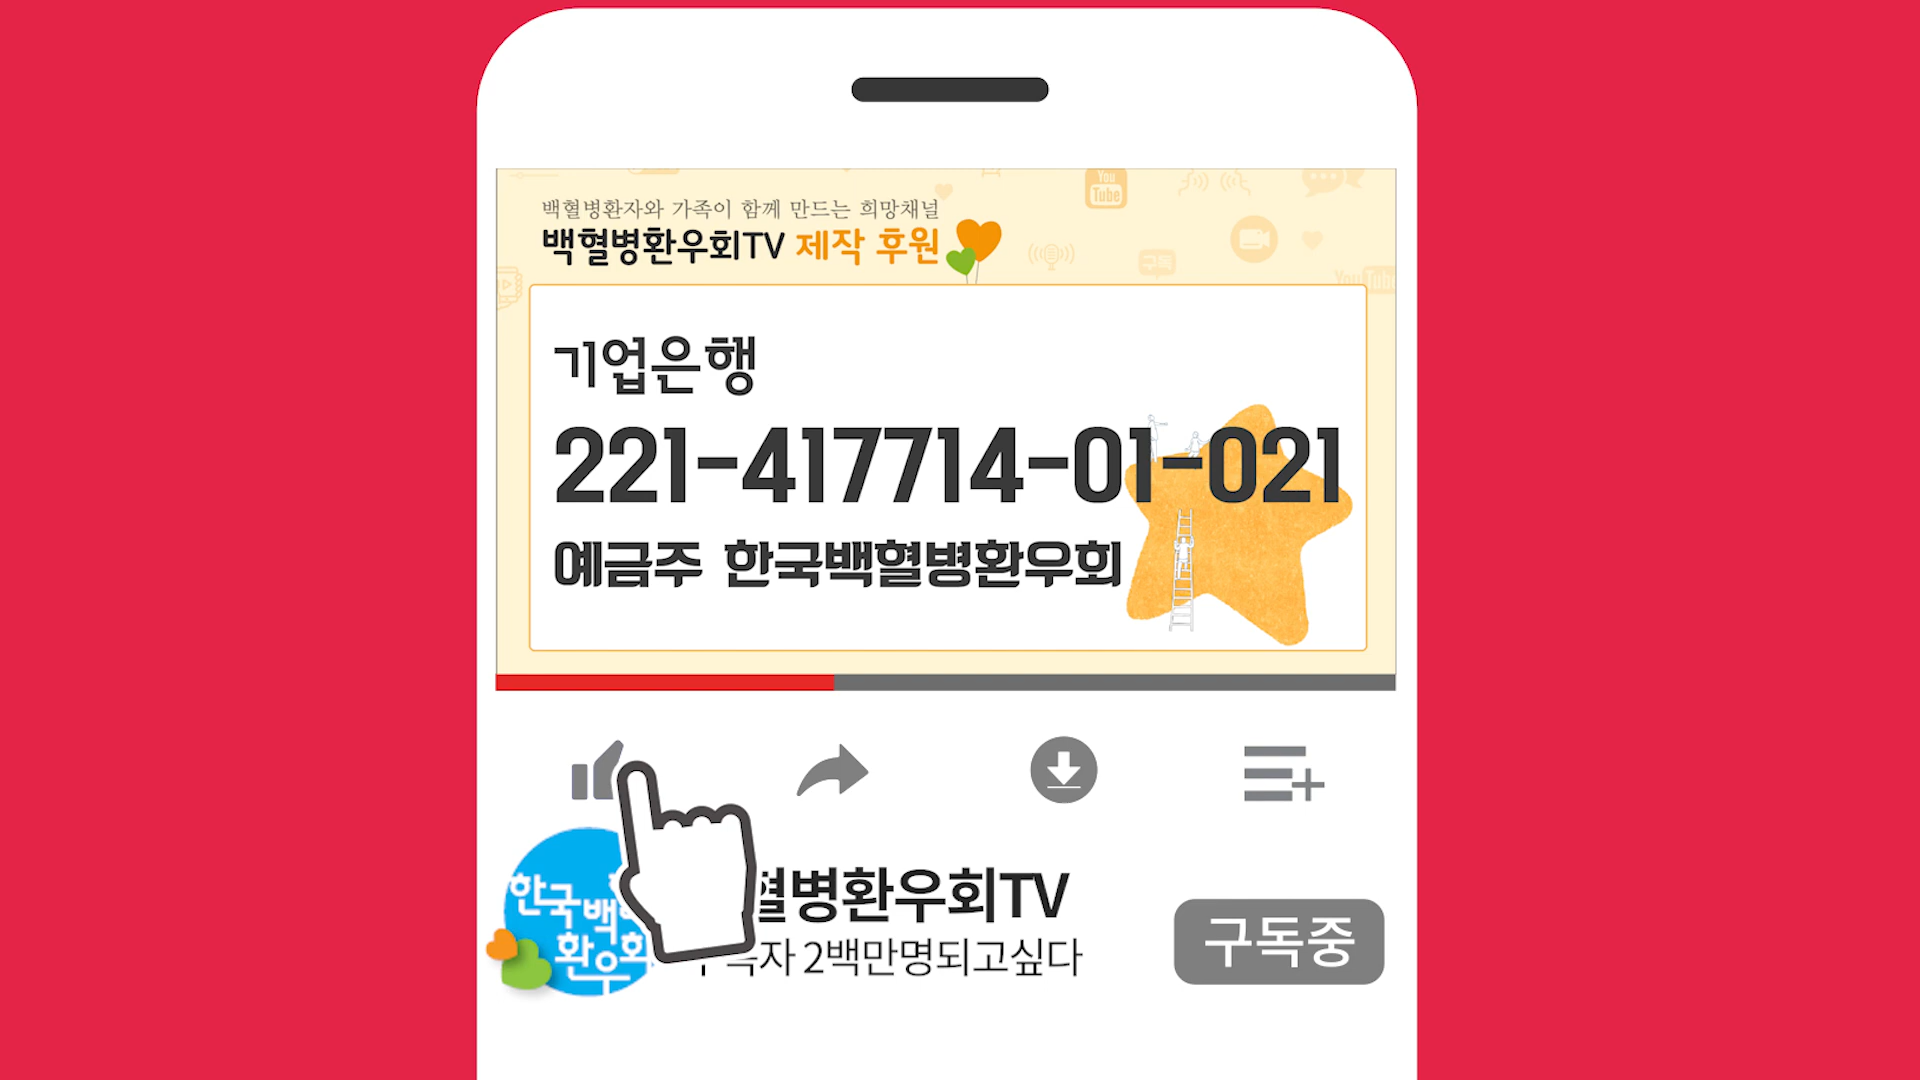 백혈병환자와 가족이 함께 만드는 희망채널
백혈병환우회TV 제작 후원
You
Tube
구독
You Tube
기업은행
221-417714-01-021
예금주 한국백혈병환우회
한국백
환우회
혈병환우회TV
2백만명되고싶다
구독중